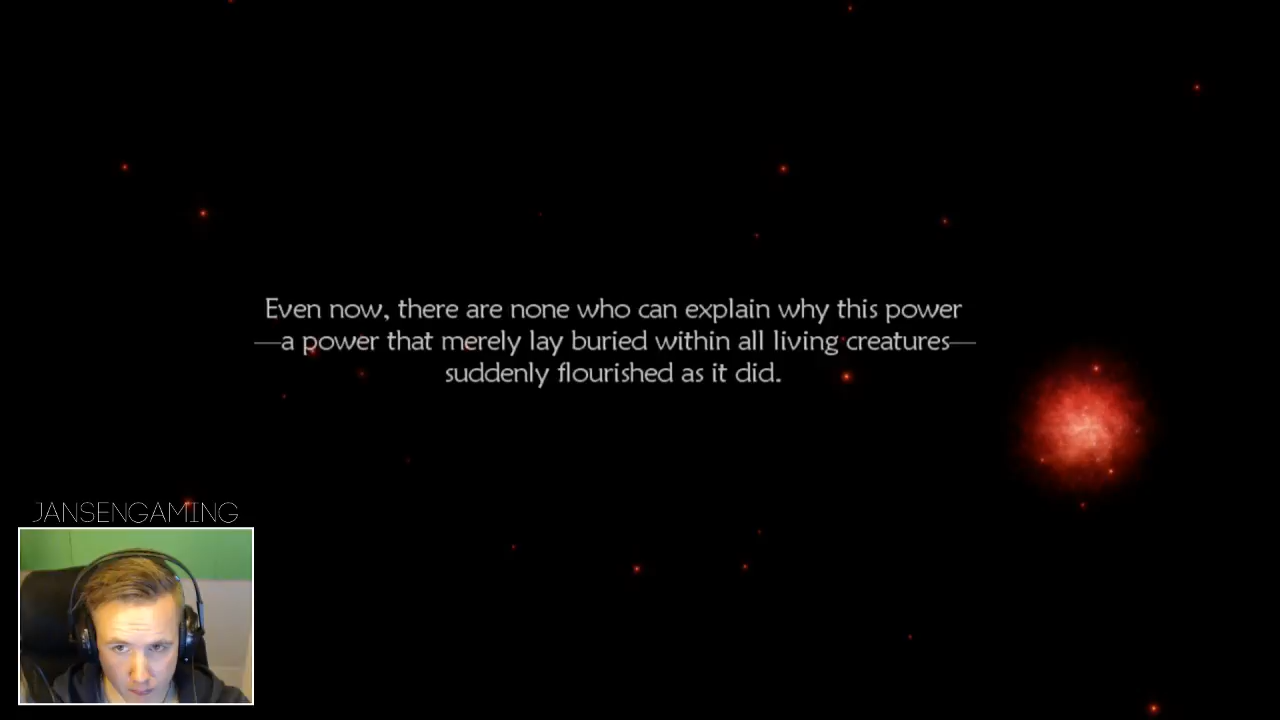 Even now, there are none who can explain why this power
—a power that merely lay buried within all living creatures—
suddenly flourished as it did.
JANSENGAMING